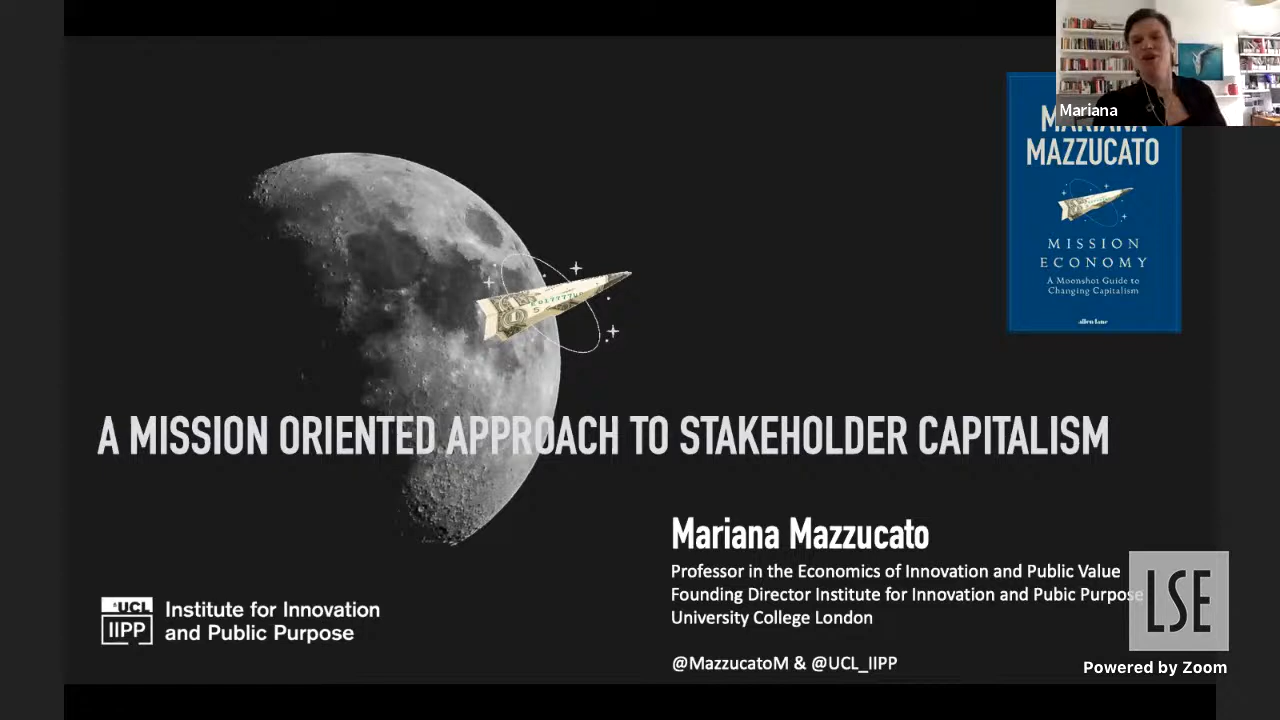 Mariana
MARIANA
MAZZUCATO
MISSION
ECONOMY
A Moonshot Guide to
Changing Capitalism
allen lane
A MISSION ORIENTED APPROACH TO STAKEHOLDER CAPITALISM
Mariana Mazzucato
Professor in the Economics of Innovation and Public Value
Founding Director Institute for Innovation and Pubic Purpose
University College London
@MazzucatoM & @UCL_IIPP
UCL
IIPP
Institute for Innovation
and Public Purpose
LSE
Powered by Zoom